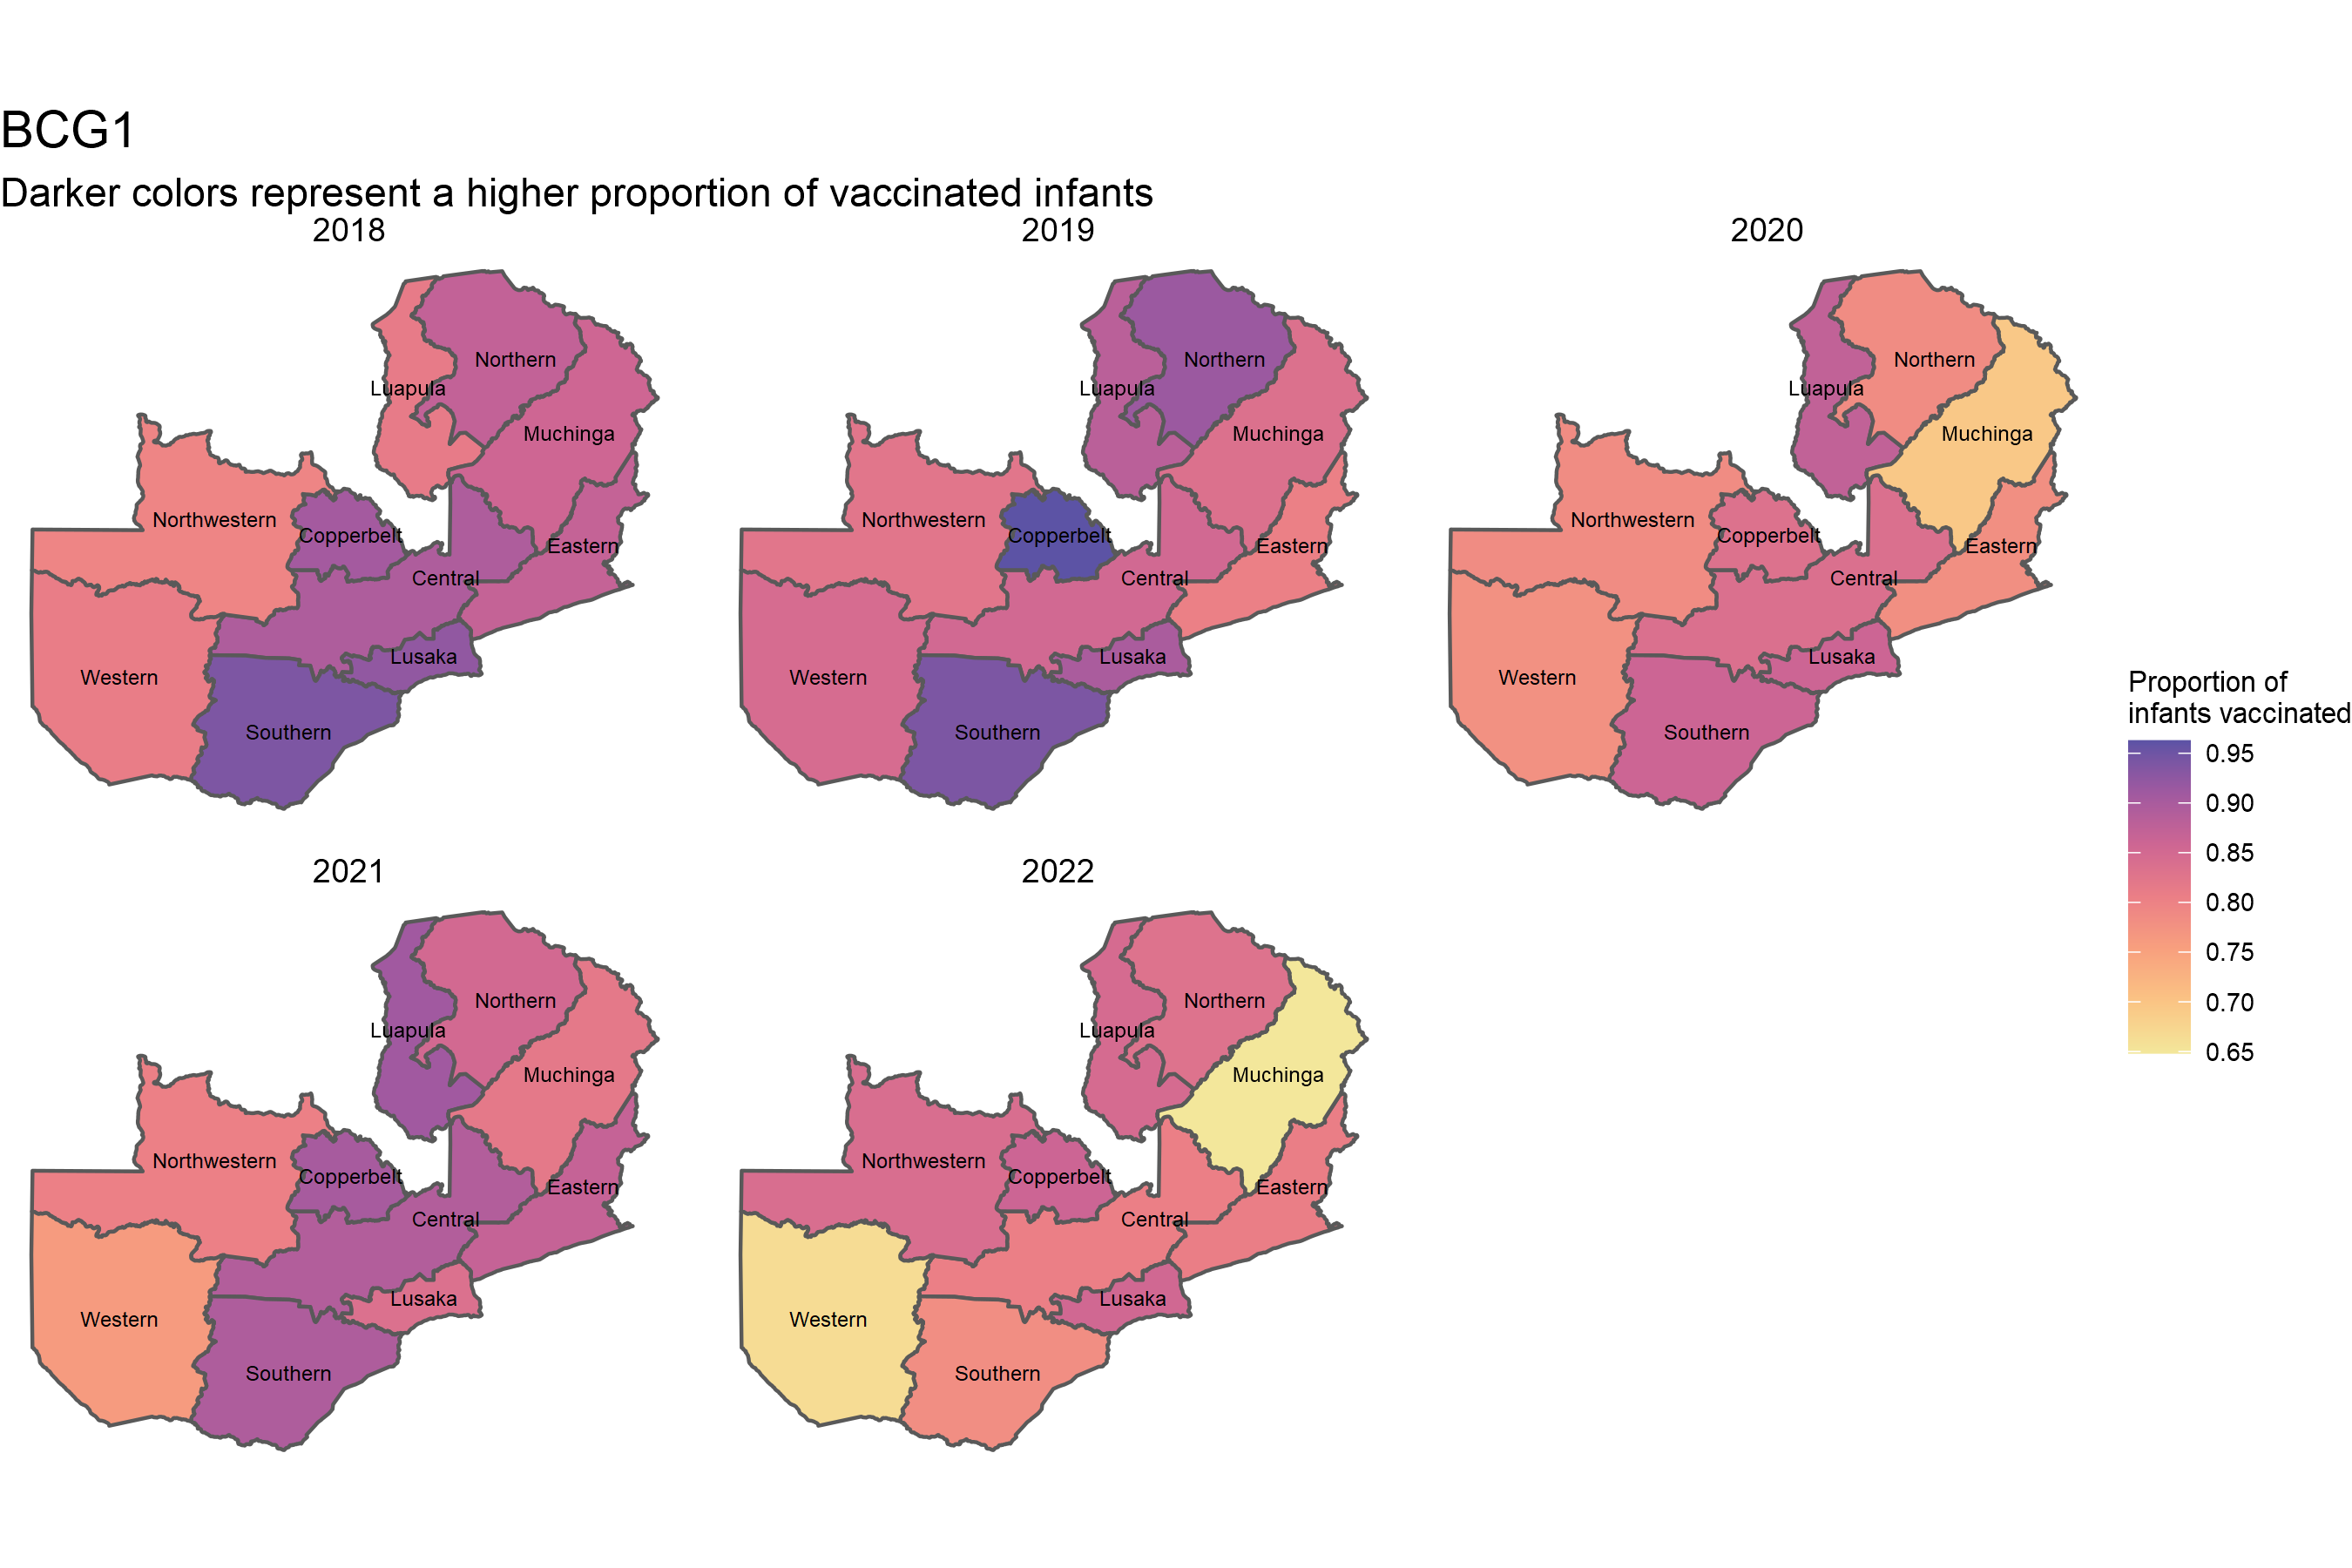 BCG1
Darker colors represent a higher proportion of vaccinated infants
2018
2019
2020
Northern
Luapula
Muchinga
Northwestern
Copperbelt
Eastern
Central
Lusaka
Western
Southern
Northern
Luapula
Muchinga
Northwestern
Copperbelt
Eastern
Central
Lusaka
Western
Southern
Northern
Luapula
Muchinga
Northwestern
Copperbelt
Eastern
Central
Lusaka
Western
Southern
Proportion of
infants vaccinated
0.95
0.90
0.85
0.80
0.75
0.70
0.65
2021
2022
Northern
Luapula
Muchinga
Northwestern
Copperbelt
Eastern
Central
Lusaka
Western
Southern
Northern
Luapula
Muchinga
Northwestern
Copperbelt
Eastern
Central
Lusaka
Western
Southern